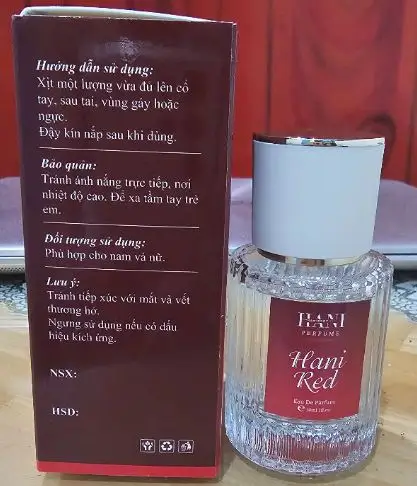 Hướng dẫn sử dụng:
Xịt một lượng vừa đủ lên cổ
tay, sau tai, vùng gáy hoặc
ngực.
Đậy kín nắp sau khi dùng.
Bảo quản:
Tránh ánh nắng trực tiếp, nơi
nhiệt độ cao. Để xa tầm tay trẻ
em.
Đối tượng sử dụng:
Phù hợp cho nam và nữ.
Lưu ý:
Tránh tiếp xúc với mắt và vết
thương hở.
Ngưng sử dụng nếu có dấu
hiệu kích ứng.
NSX:
HSD:
HANI
PERFUME
Hani
Red
Eau De Parfum